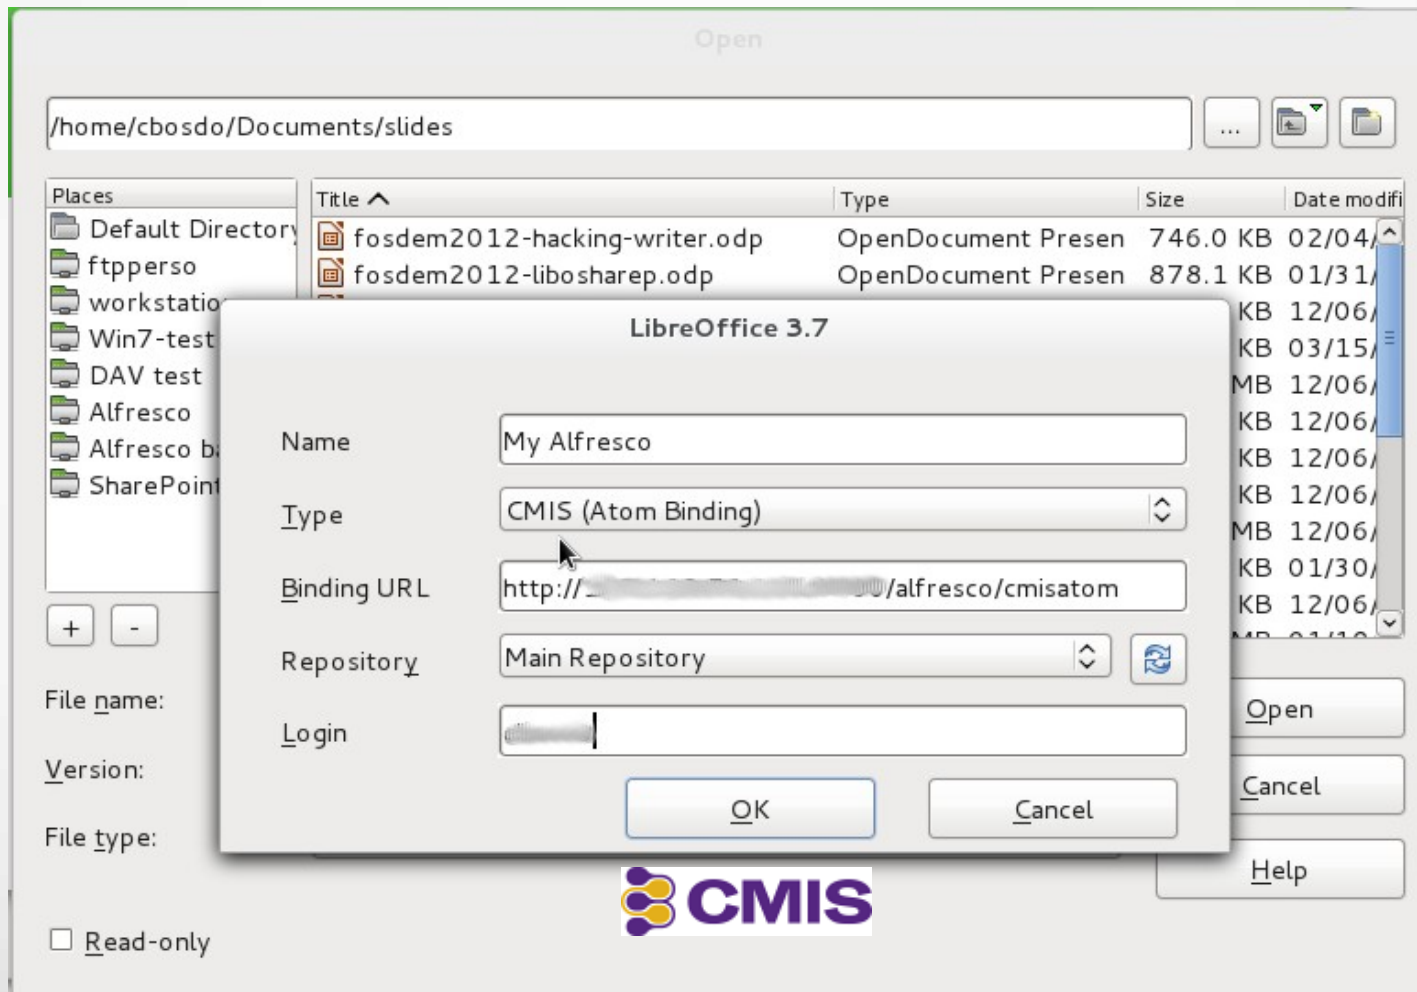 Open
/home/cbosdo/Documents/slides
...
Places
Default Directory
ftpperso
workstatio
Win7-test
DAV test
Alfresco
Alfresco b
SharePoint
Title Type Size Date modifi
fosdem2012-hacking-writer.odp OpenDocument Presen 746.0 KB 02/04/
fosdem2012-libosharep.odp OpenDocument Presen 878.1 KB 01/31/
KB 12/06/
KB 03/15/
MB 12/06/
KB 12/06/
KB 12/06/
KB 12/06/
MB 12/06/
KB 01/30/
KB 12/06/
LibreOffice 3.7
Name My Alfresco
Type CMIS (Atom Binding)
Binding URL http:// /alfresco/cmisatom
Repository Main Repository
Login
OK Cancel
+ -
File name:
Version:
File type:
Open
Cancel
Help
CMIS
Read-only